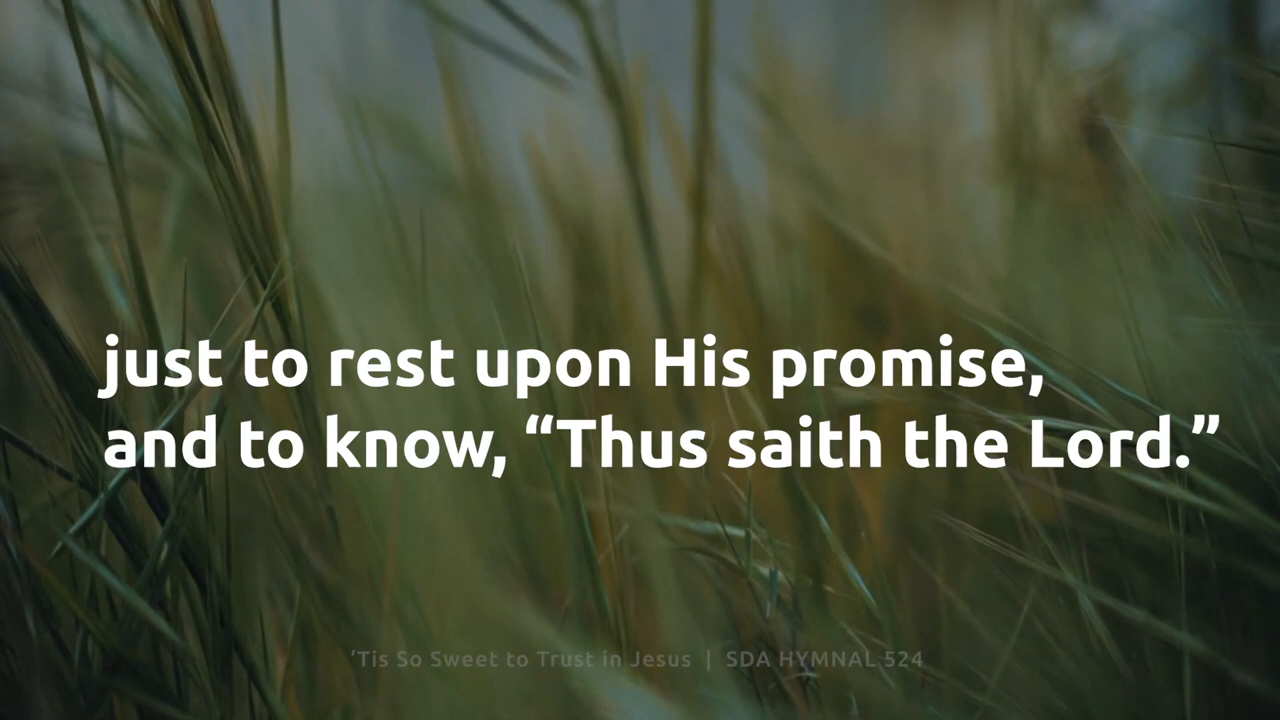 just to rest upon His promise,
and to know, “Thus saith the Lord.”
’Tis So Sweet to Trust in Jesus | SDA HYMNAL 524